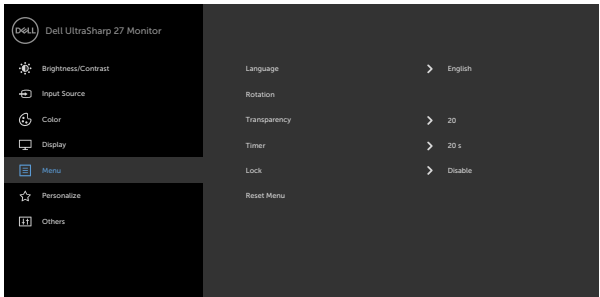 DELL Dell UltraSharp 27 Monitor
Brightness/Contrast
Input Source
Color
Display
Menu
Personalize
Others
Language English
Rotation
Transparency 20
Timer 20 s
Lock Disable
Reset Menu